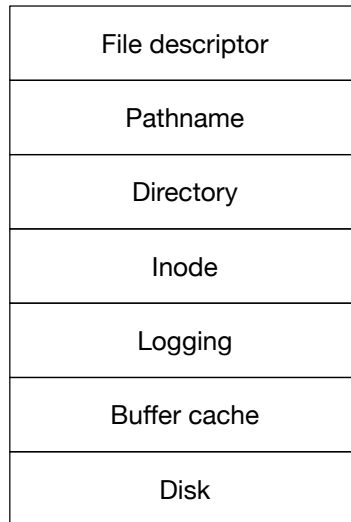 File descriptor
Pathname
Directory
Inode
Logging
Buffer cache
Disk